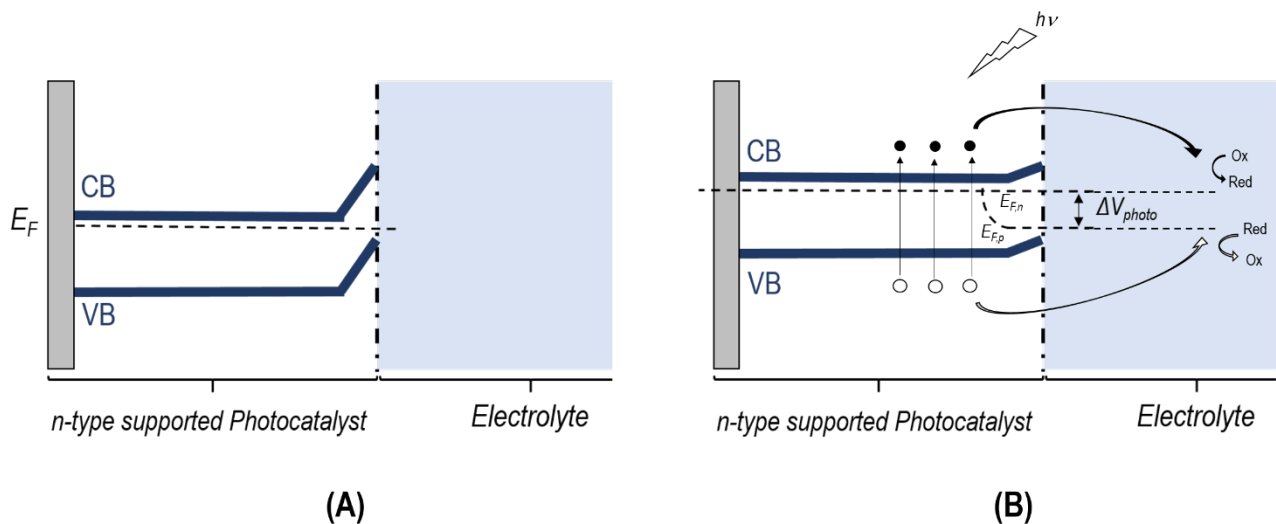 CB
E_F
VB
n-type supported Photocatalyst
Electrolyte
(A)
hν
CB
Ox
Red
E_F,n
ΔV_photo
E_F,p
Red
Ox
VB
n-type supported Photocatalyst
Electrolyte
(B)